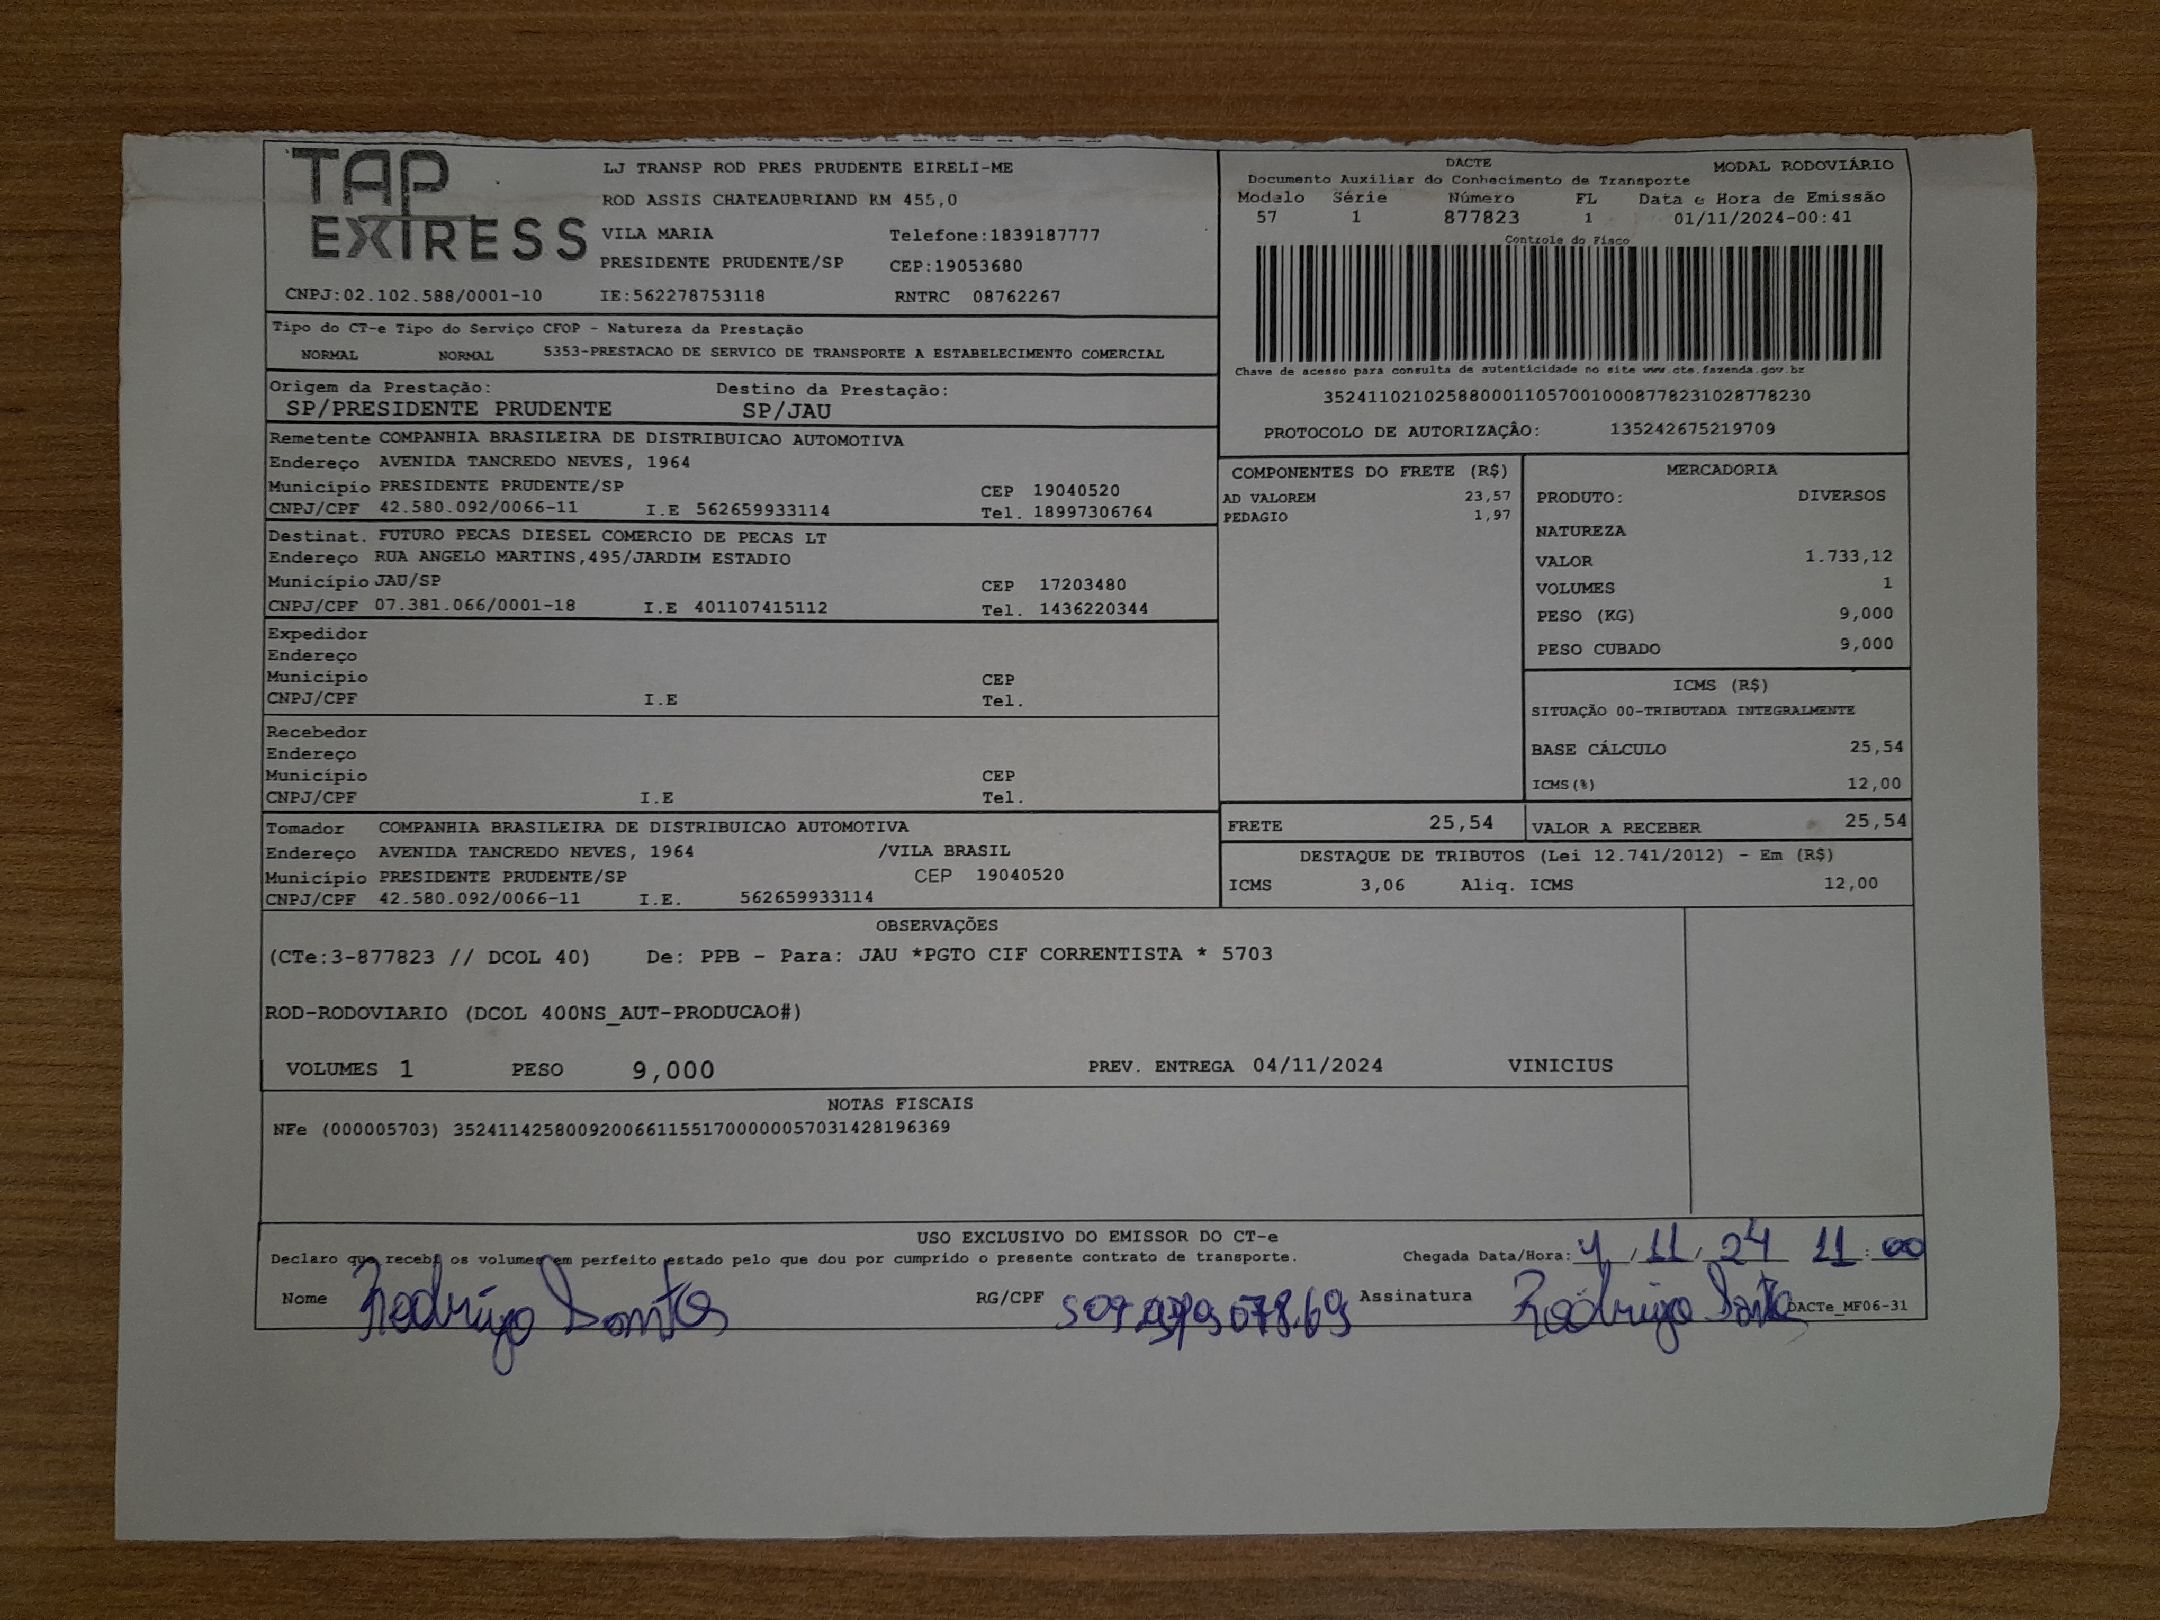 TAP
EXPRESS
LJ TRANSP ROD PRES PRUDENTE EIRELI-ME
ROD ASSIS CHATEAUBRIAND KM 455,0
VILA MARIA Telefone:1839187777
PRESIDENTE PRUDENTE/SP CEP:19053680
CNPJ:02.102.588/0001-10 IE:562278753118 RNTRC 08762267
DACTE MODAL RODOVIÁRIO
Documento Auxiliar do Conhecimento de Transporte
Modelo Série Número FL Data e Hora de Emissão
57 1 877823 1 01/11/2024-00:41
Controle do Fisco
Chave de acesso para consulta de autenticidade no site www.cte.fazenda.gov.br
35241102102588000110570010008778231028778230
PROTOCOLO DE AUTORIZAÇÂO: 135242675219709
Tipo do CT-e Tipo do Serviço CFOP - Natureza da Prestação
NORMAL NORMAL 5353-PRESTACAO DE SERVICO DE TRANSPORTE A ESTABELECIMENTO COMERCIAL
Origem da Prestação: Destino da Prestação:
SP/PRESIDENTE PRUDENTE SP/JAU
Remetente COMPANHIA BRASILEIRA DE DISTRIBUICAO AUTOMOTIVA
Endereço AVENIDA TANCREDO NEVES, 1964
Município PRESIDENTE PRUDENTE/SP CEP 19040520
CNPJ/CPF 42.580.092/0066-11 I.E 562659933114 Tel. 18997306764
Destinat. FUTURO PECAS DIESEL COMERCIO DE PECAS LT
Endereço RUA ANGELO MARTINS,495/JARDIM ESTADIO
Município JAU/SP CEP 17203480
CNPJ/CPF 07.381.066/0001-18 I.E 401107415112 Tel. 1436220344
Expedidor
Endereço
Município CEP
CNPJ/CPF I.E Tel.
Recebedor
Endereço
Município CEP
CNPJ/CPF I.E Tel.
Tomador COMPANHIA BRASILEIRA DE DISTRIBUICAO AUTOMOTIVA
Endereço AVENIDA TANCREDO NEVES, 1964 /VILA BRASIL
Município PRESIDENTE PRUDENTE/SP CEP 19040520
CNPJ/CPF 42.580.092/0066-11 I.E. 562659933114
COMPONENTES DO FRETE (R$)
AD VALOREM 23,57
PEDAGIO 1,97
MERCADORIA
PRODUTO: DIVERSOS
NATUREZA
VALOR 1.733,12
VOLUMES 1
PESO (KG) 9,000
PESO CUBADO 9,000
ICMS (R$)
SITUAÇÃO 00-TRIBUTADA INTEGRALMENTE
BASE CÁLCULO 25,54
ICMS(%) 12,00
FRETE 25,54 VALOR A RECEBER 25,54
DESTAQUE DE TRIBUTOS (Lei 12.741/2012) - Em (R$)
ICMS 3,06 Aliq. ICMS 12,00
OBSERVAÇÕES
(CTe:3-877823 // DCOL 40) De: PPB - Para: JAU *PGTO CIF CORRENTISTA * 5703
ROD-RODOVIARIO (DCOL 400NS_AUT-PRODUCAO#)
VOLUMES 1 PESO 9,000 PREV. ENTREGA 04/11/2024 VINICIUS
NOTAS FISCAIS
NFe (000005703) 35241142580092006611551700000057031428196369
USO EXCLUSIVO DO EMISSOR DO CT-e
Declaro que recebi os volumes em perfeito estado pelo que dou por cumprido o presente contrato de transporte. Chegada Data/Hora: 4 / 11 / 24 11 : 00
Nome Rodrigo Santos RG/CPF Assinatura Rodrigo Santos DACTe_MF06-31